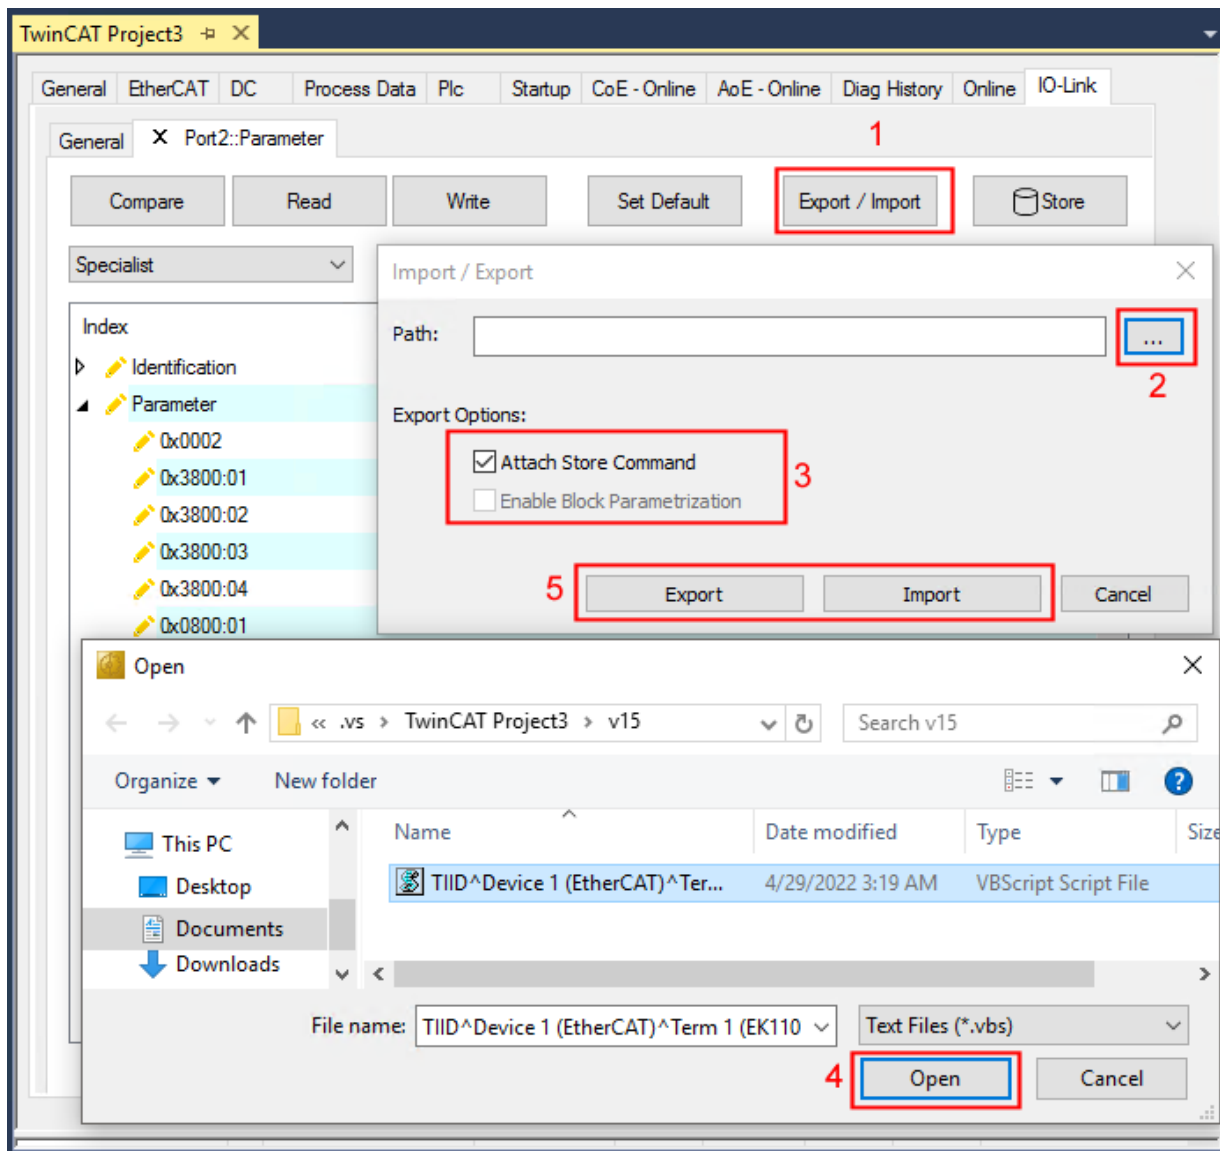 TwinCAT Project3
General EtherCAT DC Process Data Plc Startup CoE - Online AoE - Online Diag History Online IO-Link
General X Port2::Parameter
1
Compare Read Write Set Default Export / Import Store
Specialist
Import / Export
Index
Path:
...
2
Identification
Parameter
Export Options:
0x0002
Attach Store Command
3
0x3800:01
Enable Block Parametrization
0x3800:02
0x3800:03
0x3800:04
5
Export Import Cancel
0x0800:01
Open
« .vs > TwinCAT Project3 > v15
Search v15
Organize New folder
?
This PC
Name Date modified Type Size
Desktop
TIID^Device 1 (EtherCAT)^Ter... 4/29/2022 3:19 AM VBScript Script File
Documents
Downloads
File name: TIID^Device 1 (EtherCAT)^Term 1 (EK110 Text Files (*.vbs)
4
Open Cancel